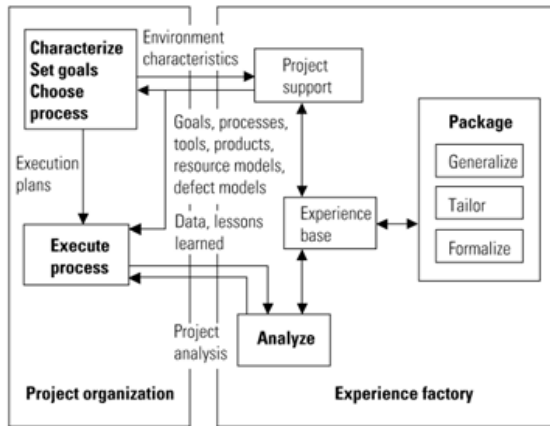 Characterize
Set goals
Choose
process
Environment
characteristics
Project
support
Goals, processes,
tools, products,
resource models,
defect models
Execution
plans
Package
Generalize
Tailor
Formalize
Data, lessons
learned
Experience
base
Execute
process
Project
analysis
Analyze
Project organization
Experience factory